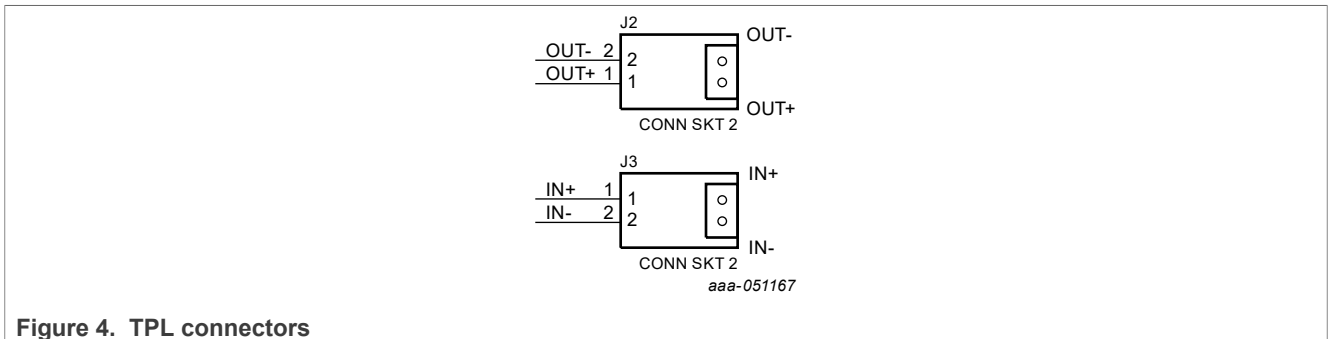 J2
OUT-
OUT- 2 2
OUT+ 1 1
OUT+
CONN SKT 2
J3
IN+
IN+ 1 1
IN- 2 2
IN-
CONN SKT 2
aaa-051167
Figure 4. TPL connectors